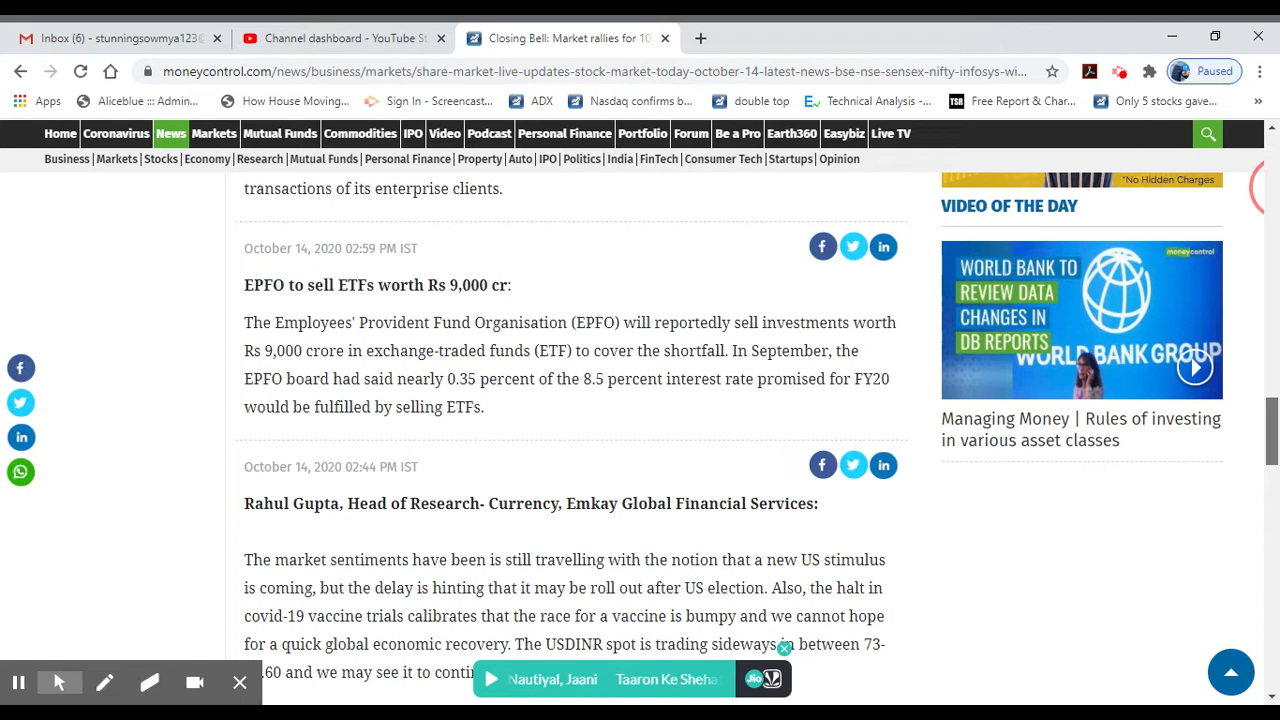 Inbox (6) - stunningsowmya123
Channel dashboard - YouTube St
Closing Bell: Market rallies for 10
moneycontrol.com/news/business/markets/share-market-live-updates-stock-market-today-october-14-latest-news-bse-nse-sensex-nifty-infosys-wi...
Paused
Apps
Aliceblue ::: Admin...
How House Moving...
Sign In - Screencast...
ADX
Nasdaq confirms b...
double top
Technical Analysis -...
TSR
Free Report & Char...
Only 5 stocks gave...
»
Home Coronavirus News Markets Mutual Funds Commodities IPO Video Podcast Personal Finance Portfolio Forum Be a Pro Earth360 Easybiz Live TV
Business | Markets | Stocks | Economy | Research | Mutual Funds | Personal Finance | Property | Auto | IPO | Politics | India | FinTech | Consumer Tech | Startups | Opinion
transactions of its enterprise clients.
October 14, 2020 02:59 PM IST
EPFO to sell ETFs worth Rs 9,000 cr:
The Employees' Provident Fund Organisation (EPFO) will reportedly sell investments worth
Rs 9,000 crore in exchange-traded funds (ETF) to cover the shortfall. In September, the
EPFO board had said nearly 0.35 percent of the 8.5 percent interest rate promised for FY20
would be fulfilled by selling ETFs.
October 14, 2020 02:44 PM IST
Rahul Gupta, Head of Research- Currency, Emkay Global Financial Services:
The market sentiments have been is still travelling with the notion that a new US stimulus
is coming, but the delay is hinting that it may be roll out after US election. Also, the halt in
covid-19 vaccine trials calibrates that the race for a vaccine is bumpy and we cannot hope
for a quick global economic recovery. The USDINR spot is trading sideways in between 73-
.60 and we may see it to conti
*No Hidden Charges
VIDEO OF THE DAY
moneycontrol
WORLD BANK TO
REVIEW DATA
CHANGES IN
DB REPORTS
WORLD BANK GROUP
Managing Money | Rules of investing
in various asset classes
Nautiyal, Jaani Taaron Ke Sheha
Jio